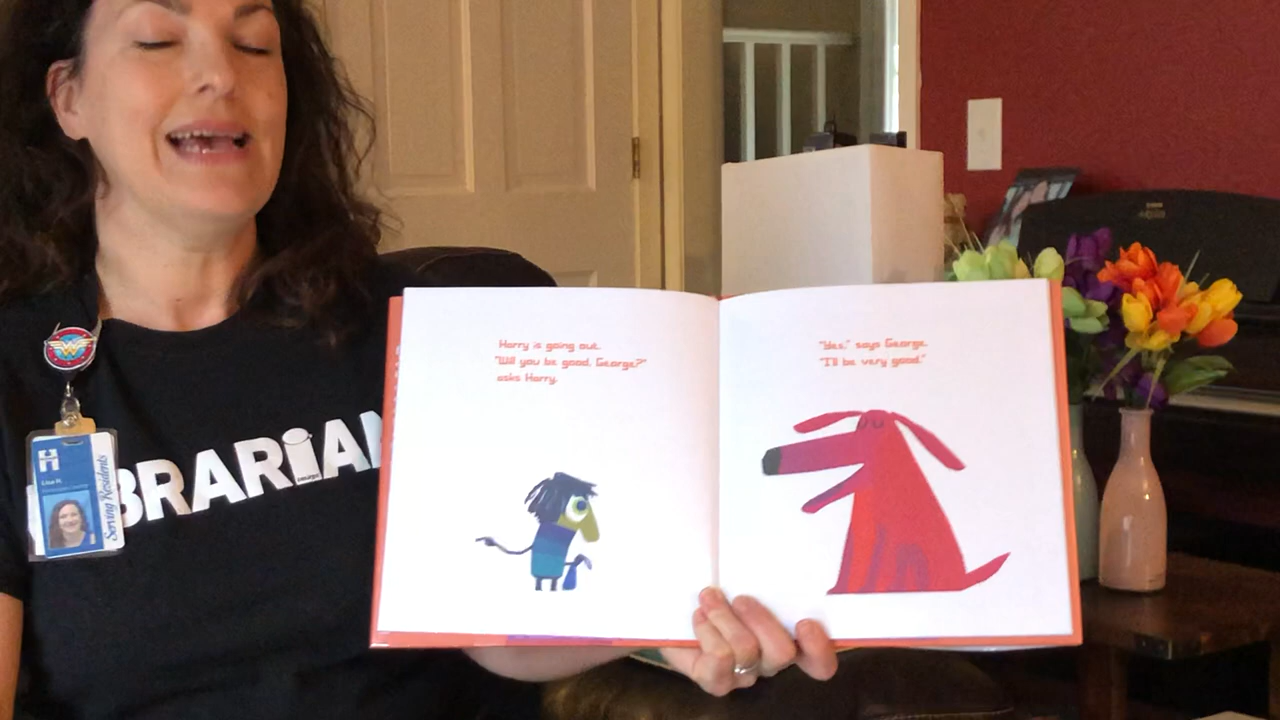 Harry is going out.
"Will you be good, George?"
asks Harry.
"Yes," says George.
"I'll be very good."
BRARiAN
H
Lisa H.
Serving Residents
W